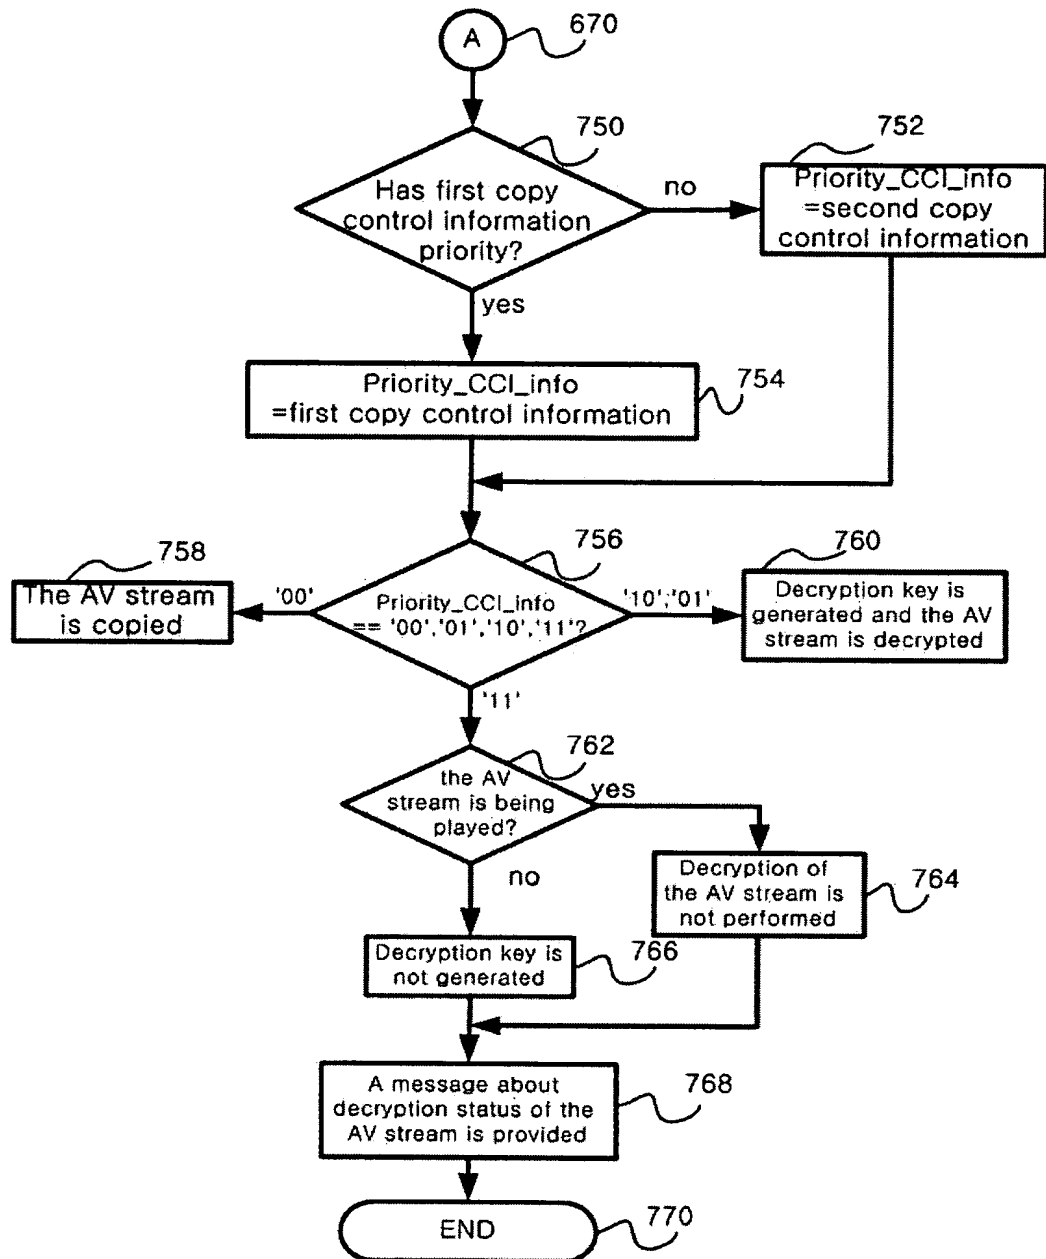 A
670
750
Has first copy
control information
priority?
no
752
Priority_CCI_info
=second copy
control information
yes
Priority_CCI_info
=first copy control information
754
756
Priority_CCI_info
== '00','01','10','11'?
'00'
758
The AV stream
is copied
'10','01'
760
Decryption key is
generated and the AV
stream is decrypted
'11'
762
the AV
stream is being
played?
yes
Decryption of
the AV stream is
not performed
764
no
Decryption key is
not generated
766
A message about
decryption status of the
AV stream is provided
768
END
770